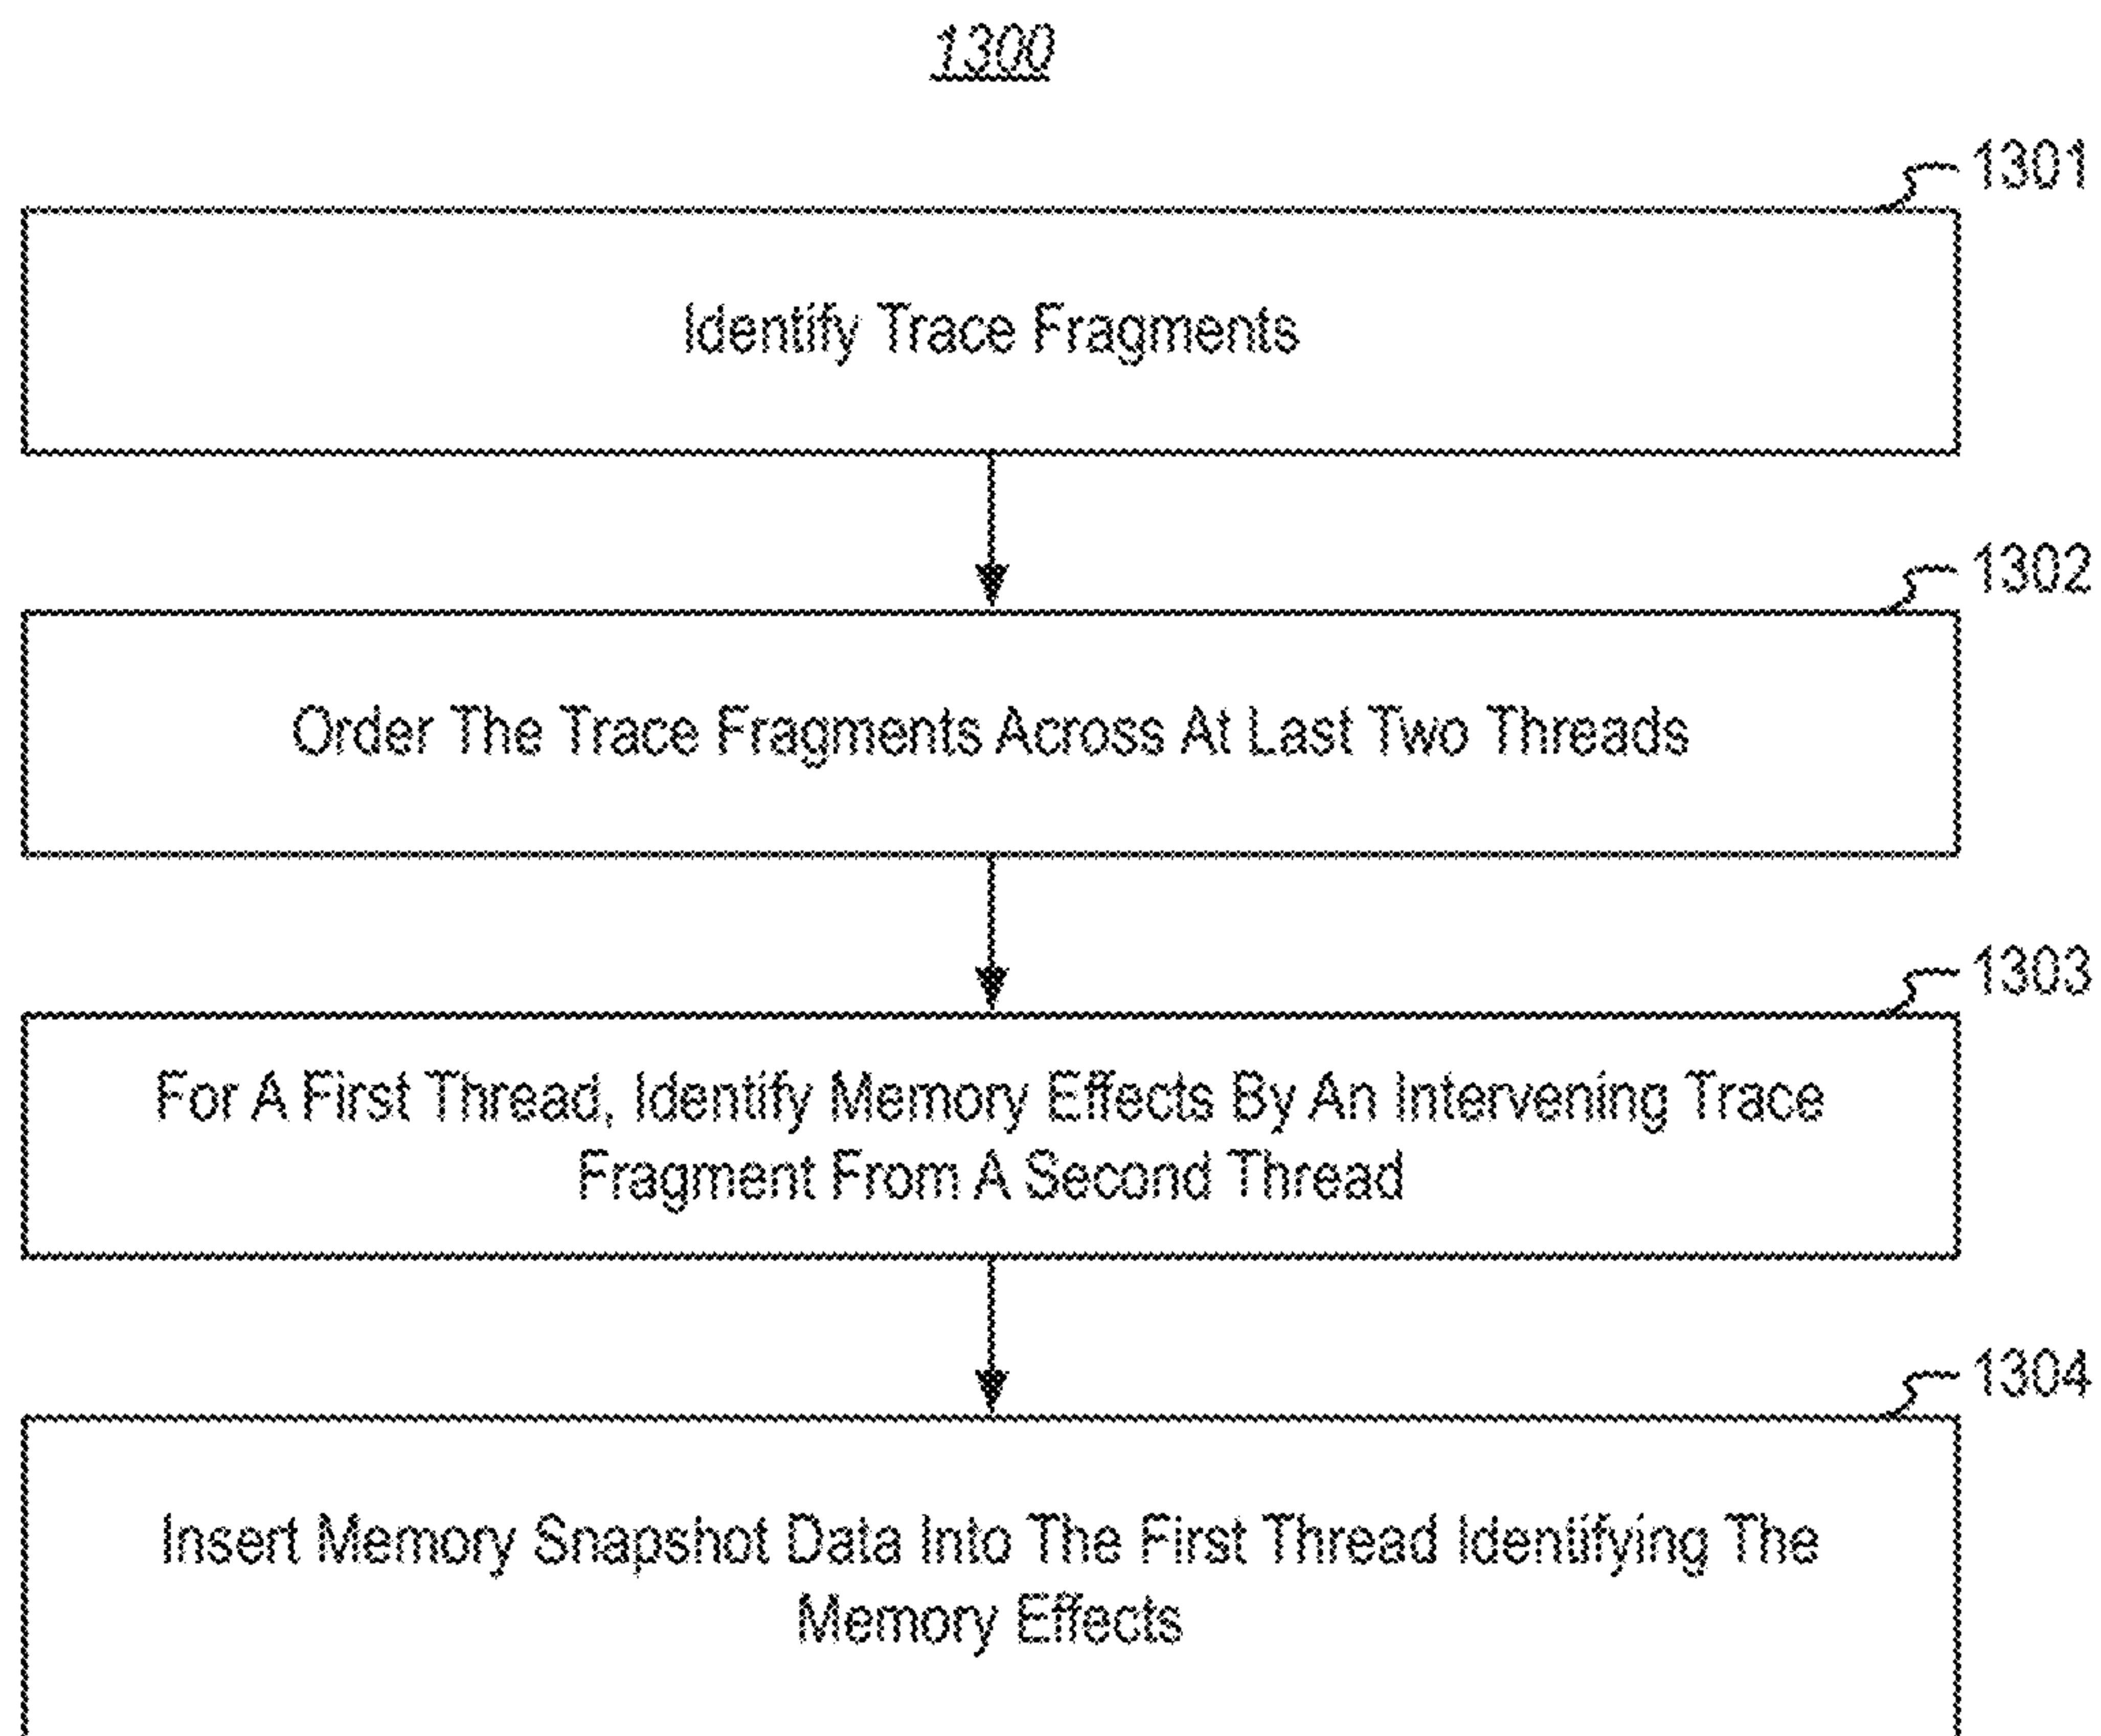 1300
1301
Identify Trace Fragments
1302
Order The Trace Fragments Across At Last Two Threads
1303
For A First Thread, Identify Memory Effects By An Intervening Trace
Fragment From A Second Thread
1304
Insert Memory Snapshot Data Into The First Thread Identifying The
Memory Effects